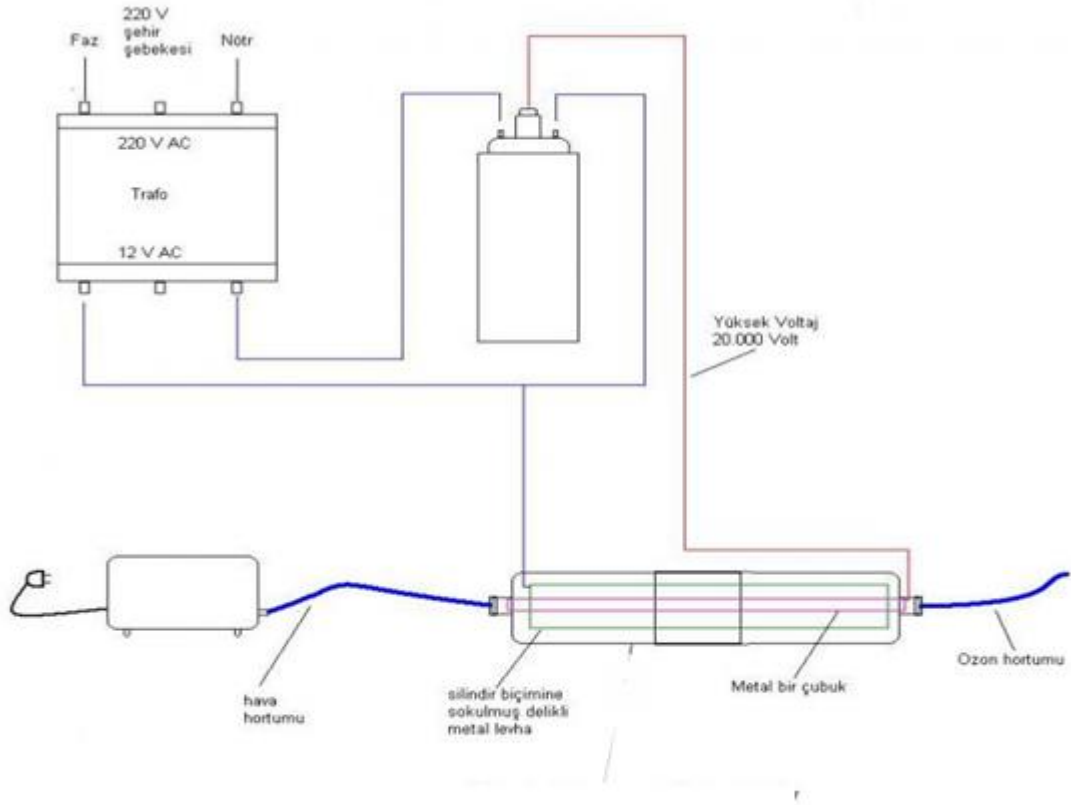 220 V
şehir
şebekesi
Faz
Nötr
220 V AC
Trafo
12 V AC
Yüksek Voltaj
20.000 Volt
hava
hortumu
silindir biçimine
sokulmuş delikli
metal levha
Metal bir çubuk
Ozon hortumu
r